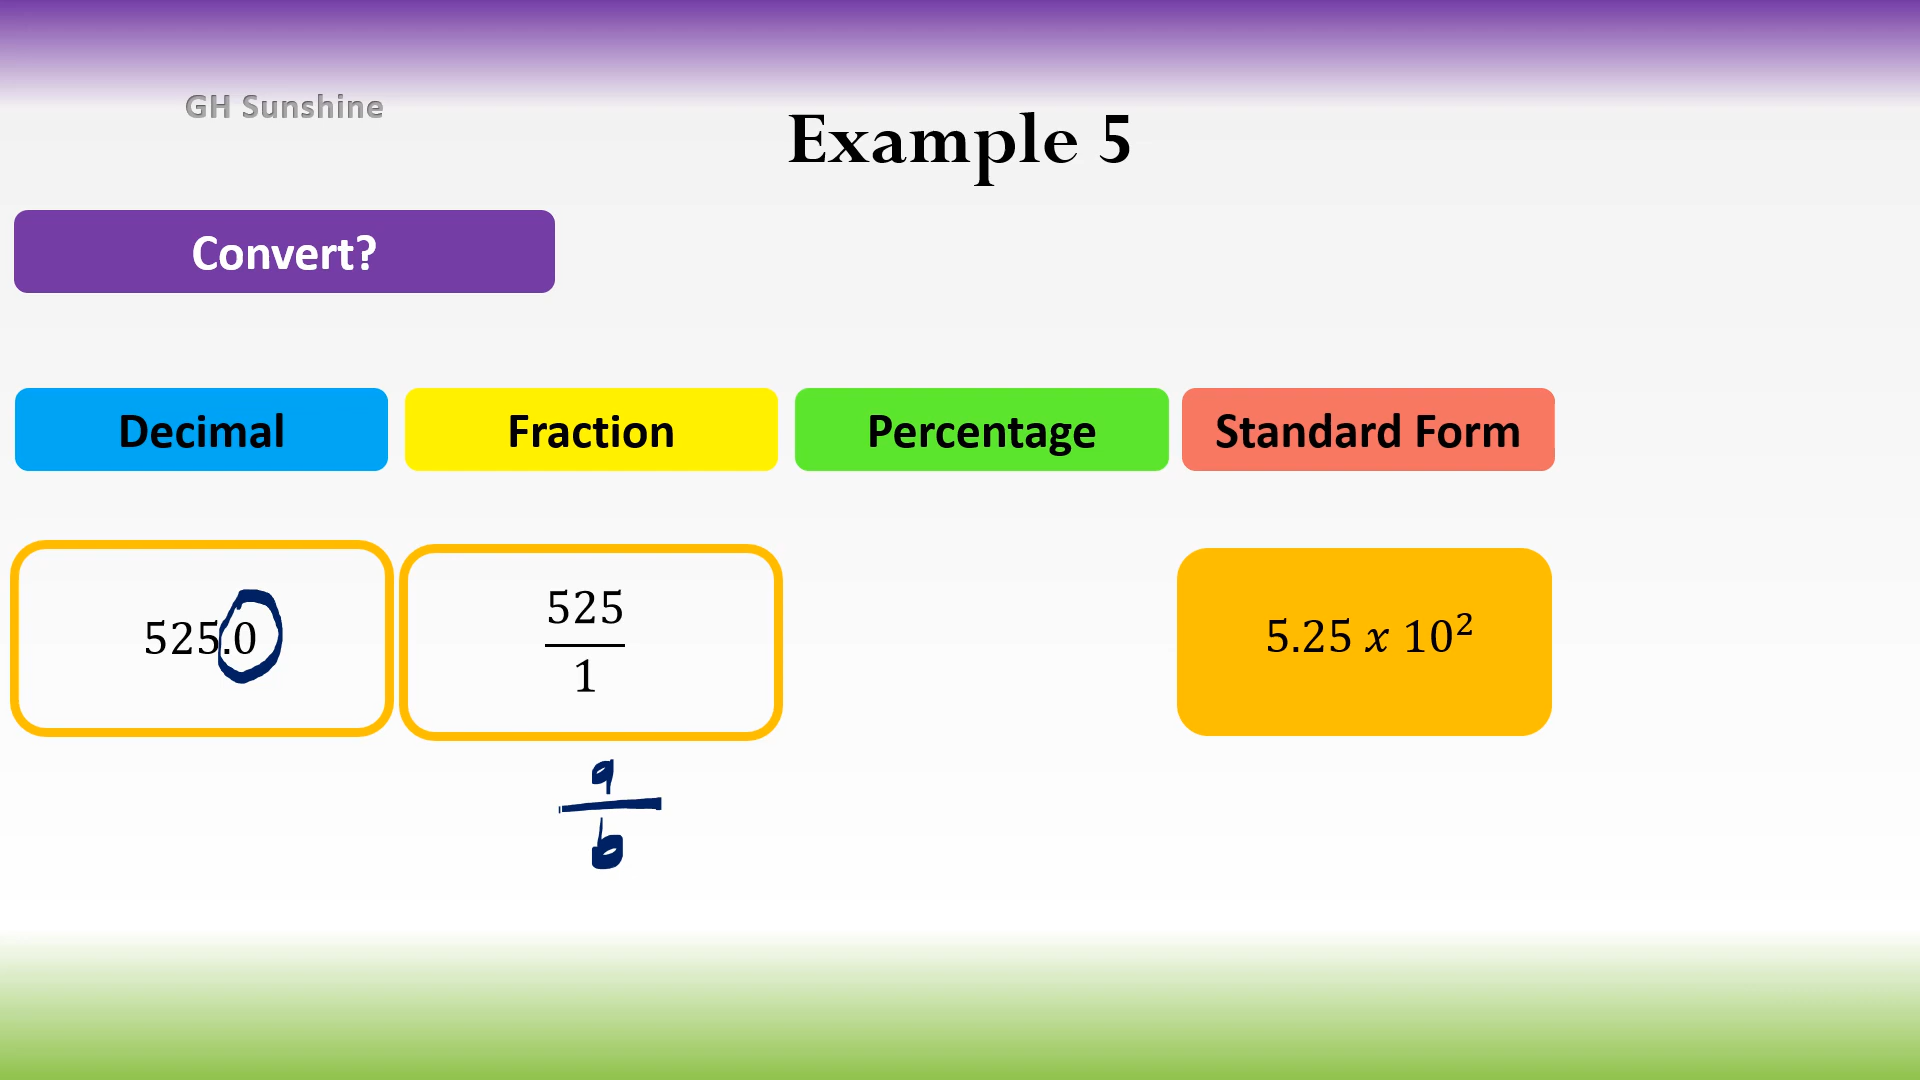 GH Sunshine
Example 5
Convert?
Decimal
Fraction
Percentage
Standard Form
525.0
525
1
5.25 x 10²
a
b